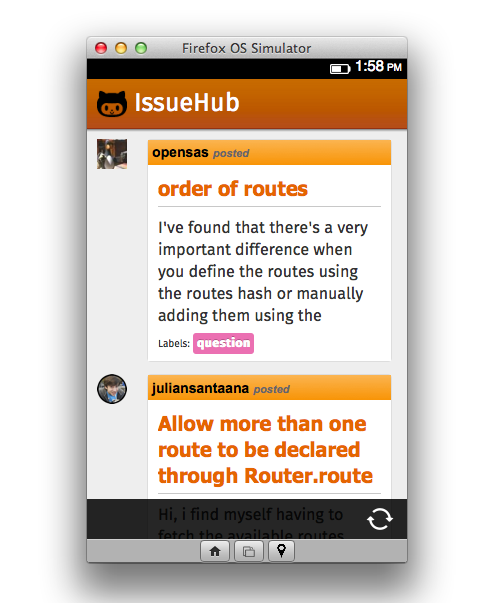 Firefox OS Simulator
1:58 PM
IssueHub
opensas posted
order of routes
I've found that there's a very
important difference when
you define the routes using
the routes hash or manually
adding them using the
Labels: question
juliansantaana posted
Allow more than one
route to be declared
through Router.route
Hi, i find myself having to
fetch the available routes